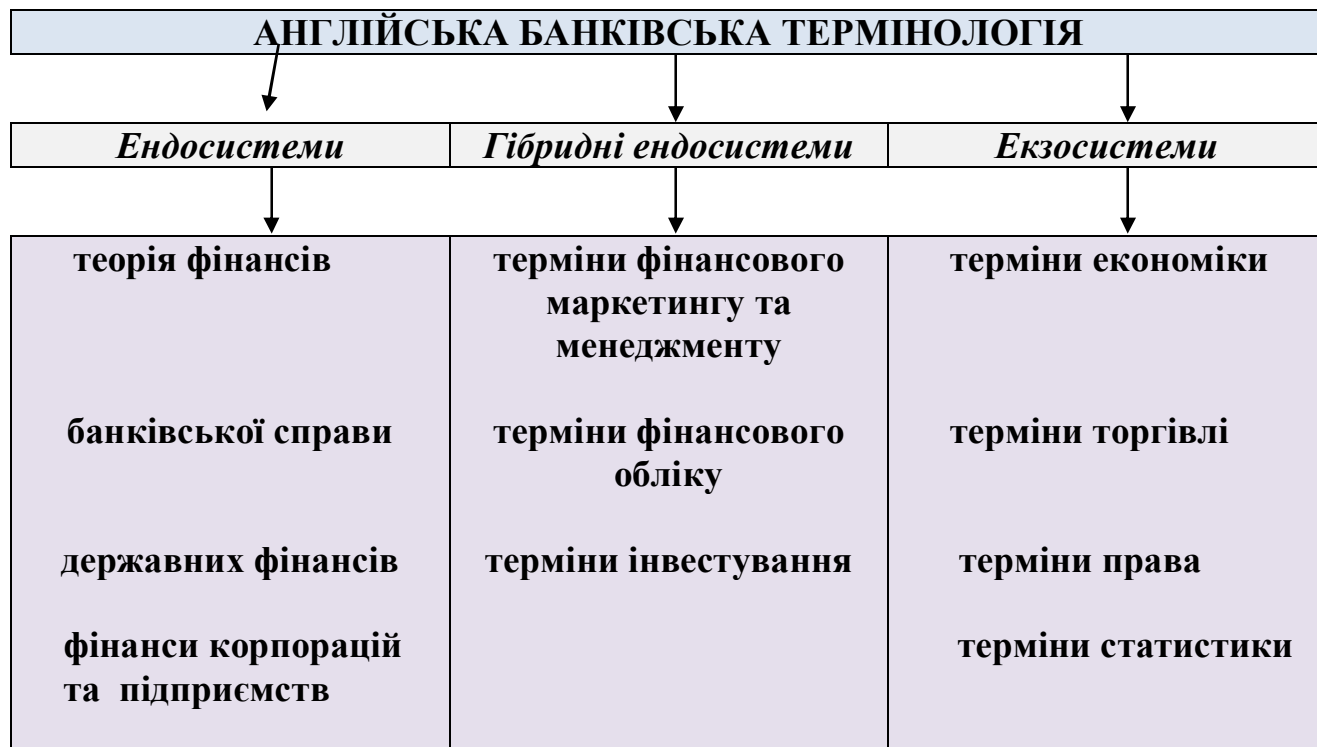 АНГЛІЙСЬКА БАНКІВСЬКА ТЕРМІНОЛОГІЯ
Ендосистеми
Гібридні ендосистеми
Екзосистеми
теорія фінансів
банківської справи
державних фінансів
фінанси корпорацій
та підприємств
терміни фінансового
маркетингу та
менеджменту
терміни фінансового
обліку
терміни інвестування
терміни економіки
терміни торгівлі
терміни права
терміни статистики